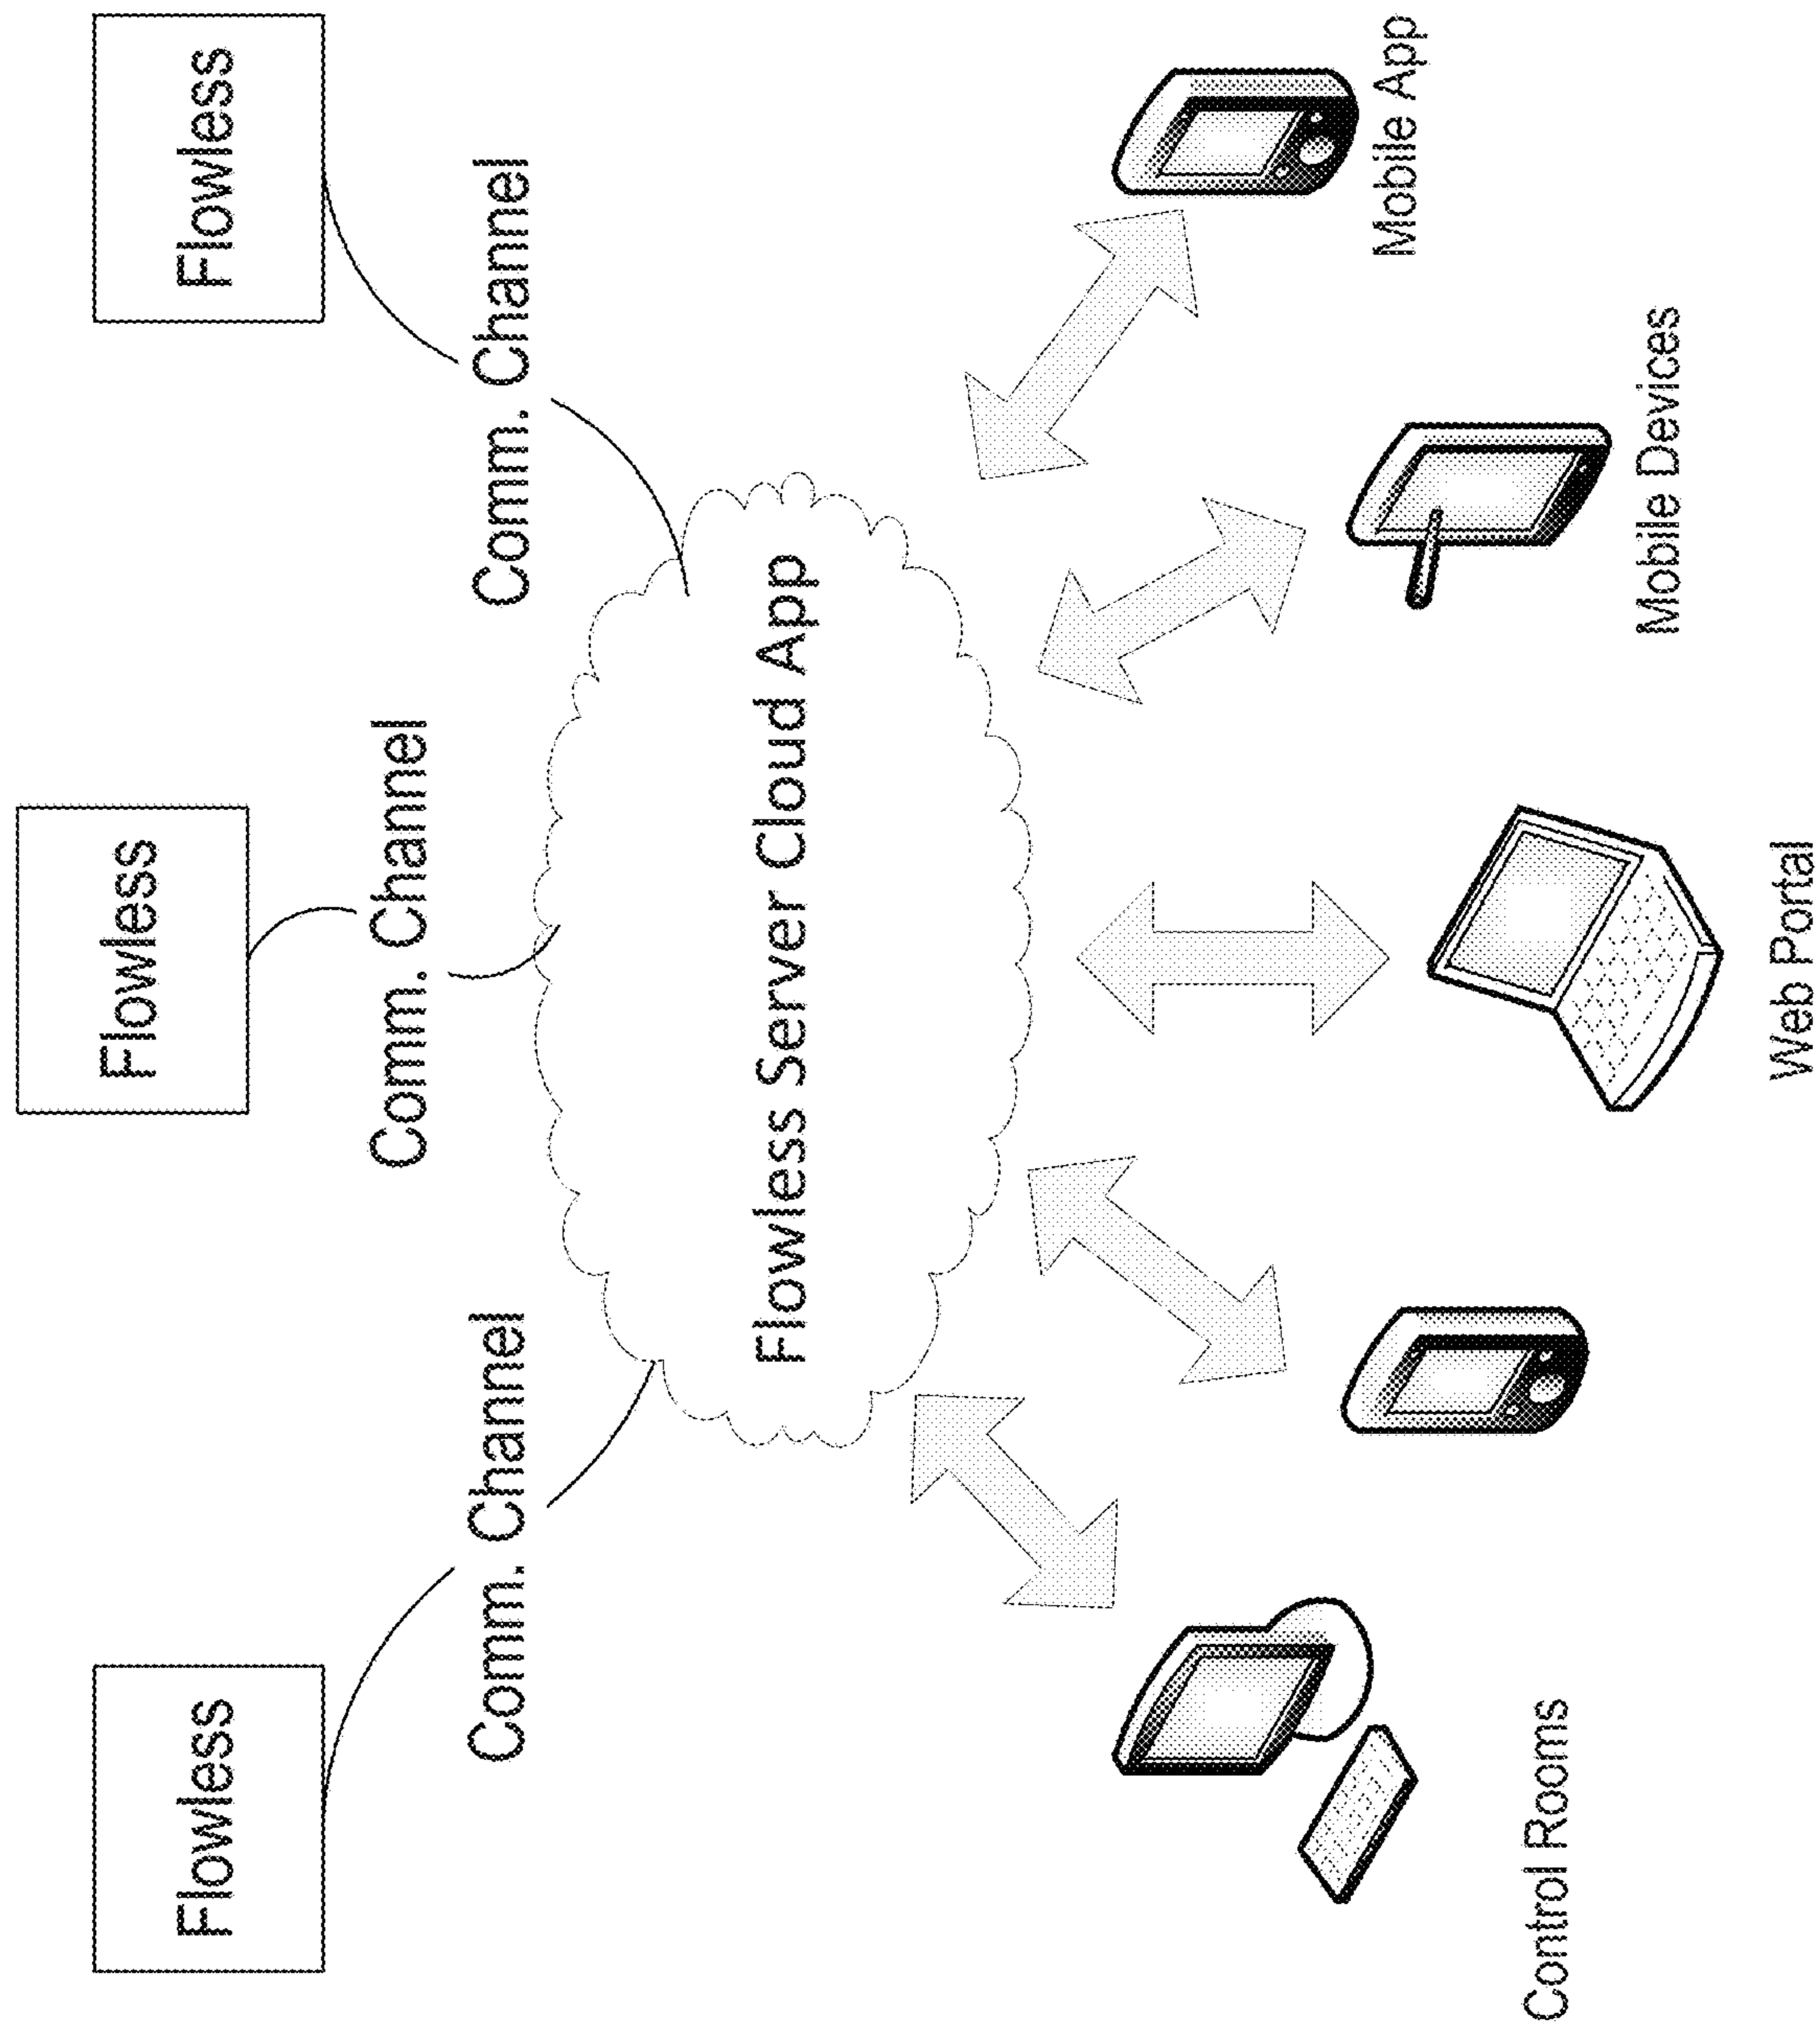 Flowless
Flowless
Flowless
Comm. Channel
Comm. Channel
Comm. Channel
Flowless Server Cloud App
Control Rooms
Web Portal
Mobile Devices
Mobile App